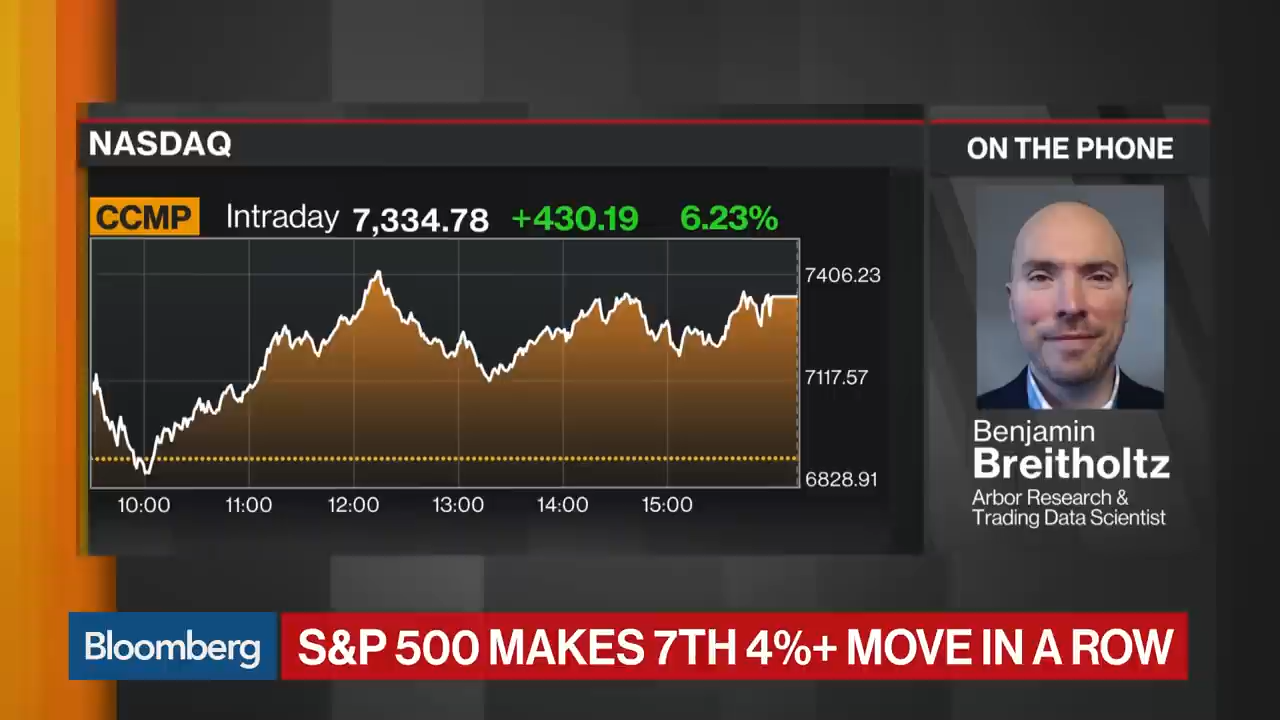 NASDAQ
CCMP Intraday 7,334.78 +430.19 6.23%
7406.23
7117.57
6828.91
10:00 11:00 12:00 13:00 14:00 15:00
ON THE PHONE
Benjamin
Breitholtz
Arbor Research &
Trading Data Scientist
Bloomberg
S&P 500 MAKES 7TH 4%+ MOVE IN A ROW